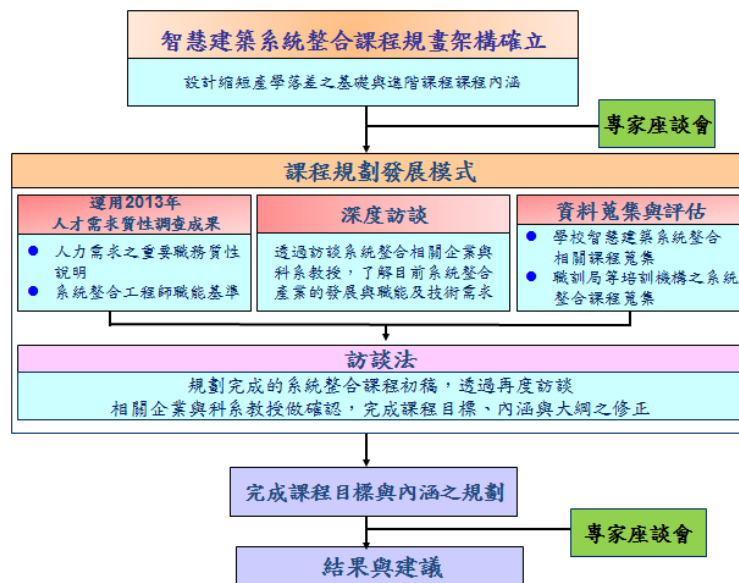 智慧建築系統整合課程規畫架構確立
設計縮短產學落差之基礎與進階課程課程內涵
專家座談會
課程規劃發展模式
運用2013年
人才需求質性調查成果
● 人力需求之重要職務質性
說明
● 系統整合工程師職能基準
深度訪談
透過訪談系統整合相關企業與
科系教授，了解目前系統整合
產業的發展與職能及技術需求
資料蒐集與評估
● 學校智慧建築系統整合
相關課程蒐集
● 職訓局等培訓機構之系統
整合課程蒐集
訪談法
規劃完成的系統整合課程初稿，透過再度訪談
相關企業與科系教授做確認，完成課程目標、內涵與大綱之修正
完成課程目標與內涵之規劃
專家座談會
結果與建議